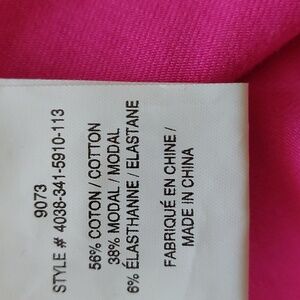 9073
STYLE # 4038-341-5910-113
56% COTON / COTTON
38% MODAL / MODAL
6% ÉLASTHANNE / ELASTANE
FABRIQUÉ EN CHINE /
MADE IN CHINA